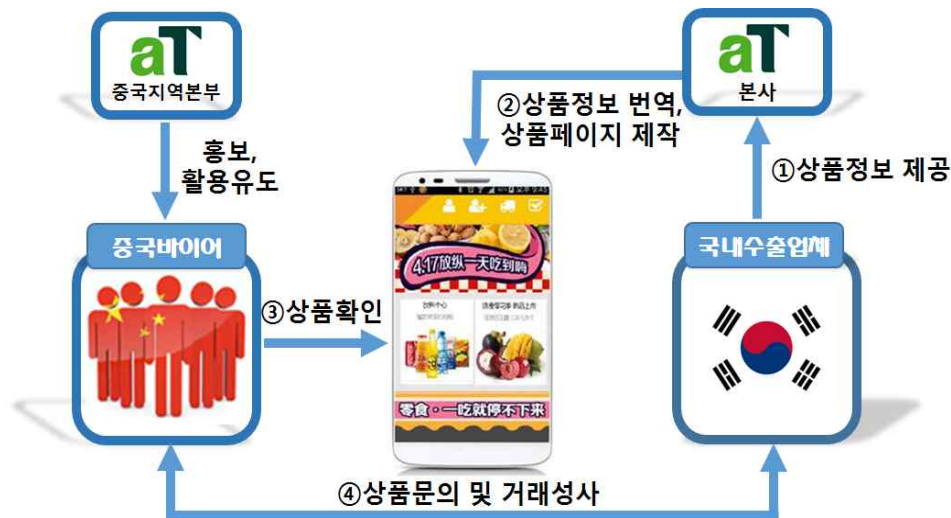 aT
중국지역본부
aT
본사
②상품정보 번역,
상품페이지 제작
홍보,
활용유도
①상품정보 제공
중국바이어
국내수출업체
4.17放纵一天吃到嗨
饮料中心
③상품확인
零食·一吃就停不下来
④상품문의 및 거래성사